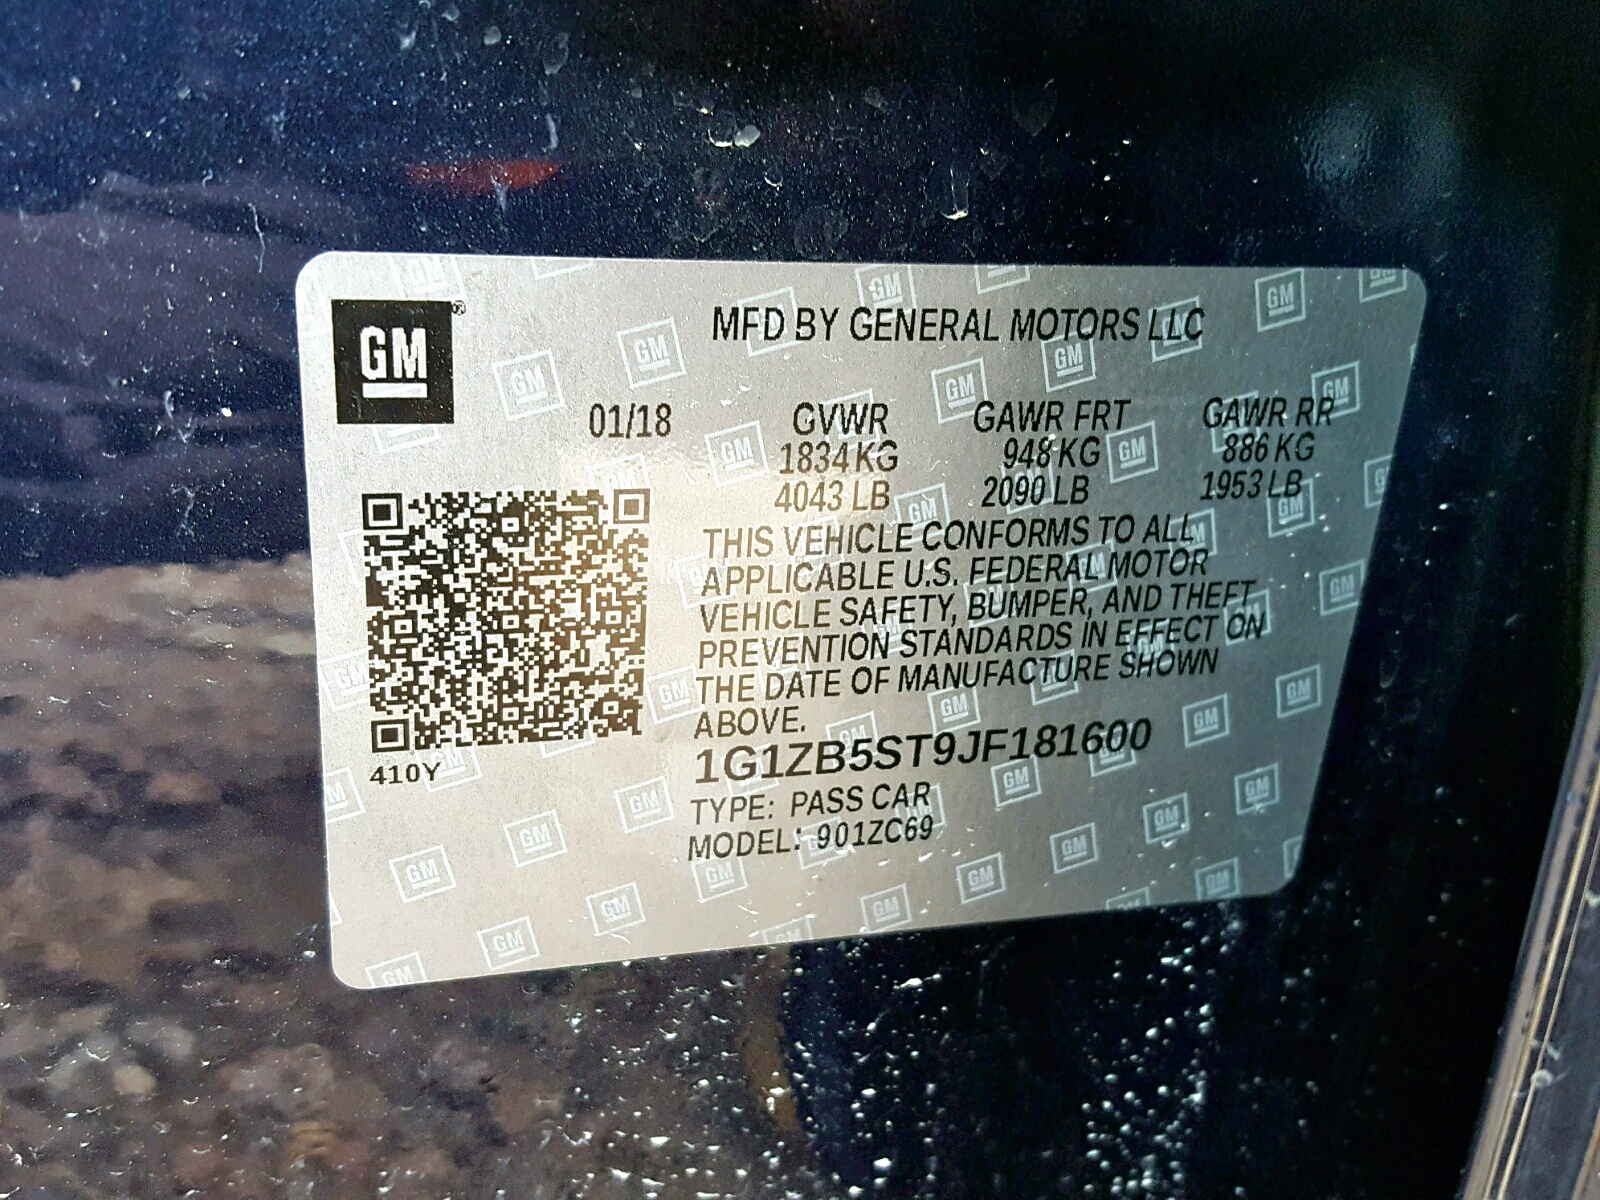 GM®
MFD BY GENERAL MOTORS LLC
01/18 GVWR GAWR FRT GAWR RR
1834 KG 948 KG 886 KG
4043 LB 2090 LB 1953 LB
THIS VEHICLE CONFORMS TO ALL
APPLICABLE U.S. FEDERAL MOTOR
VEHICLE SAFETY, BUMPER, AND THEFT
PREVENTION STANDARDS IN EFFECT ON
THE DATE OF MANUFACTURE SHOWN
ABOVE.
410Y
1G1ZB5ST9JF181600
TYPE: PASS CAR
MODEL: 901ZC69